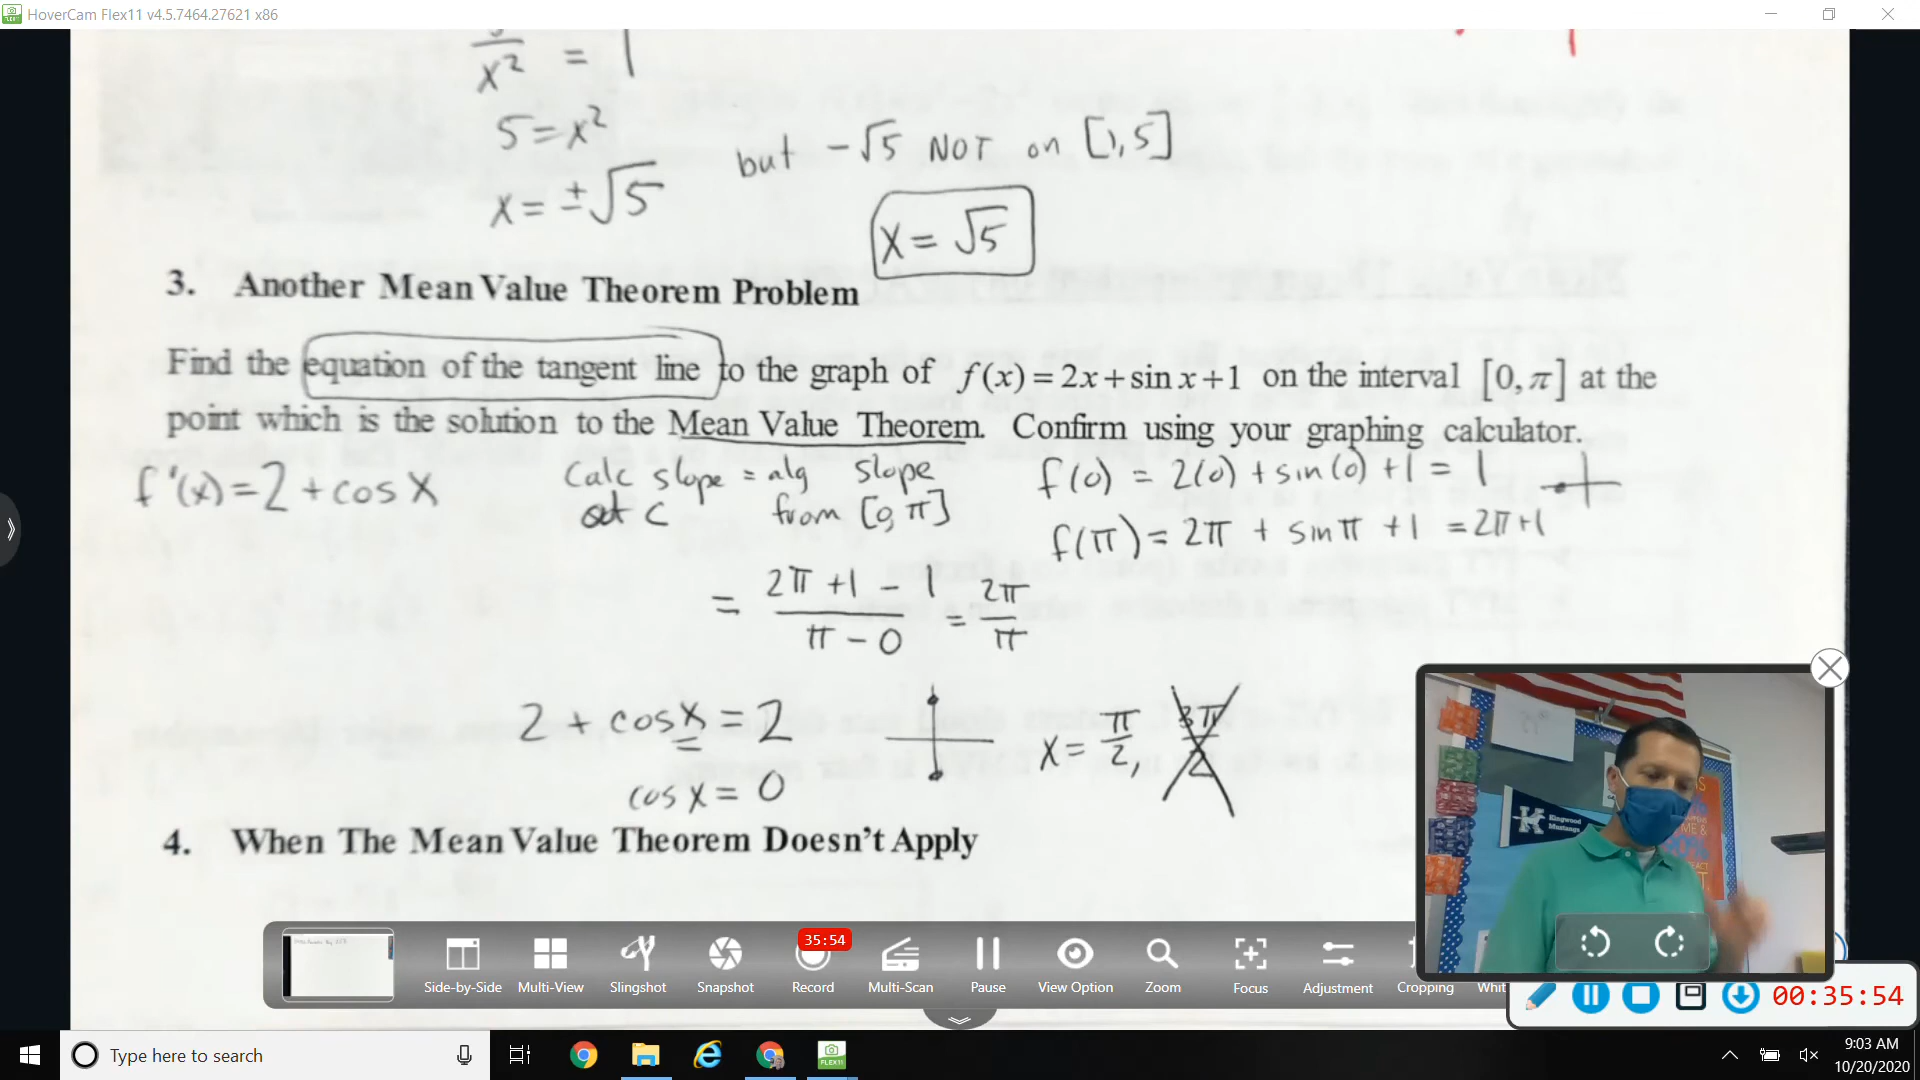 HoverCam Flex11 v4.5.7464.27621 x86
x² = 1
5 = x²
x = ±√5
but -√5 NOT on [1, 5]
x = √5
3. Another Mean Value Theorem Problem
Find the equation of the tangent line to the graph of f(x) = 2x + sin x + 1 on the interval [0, π] at the
point which is the solution to the Mean Value Theorem. Confirm using your graphing calculator.
f'(x) = 2 + cos x
Calc slope = alg slope
at c from [0, π]
f(0) = 2(0) + sin(0) + 1 = 1
f(π) = 2π + sin π + 1 = 2π + 1
= (2π + 1 - 1)/(π - 0) = 2π/π
2 + cos x = 2
cos x = 0
x = π/2, 3π/2
4. When The Mean Value Theorem Doesn't Apply
Kingwood
Mustangs
35:54
Side-by-Side Multi-View Slingshot Snapshot Record Multi-Scan Pause View Option Zoom Focus Adjustment Cropping Whit
00:35:54
Type here to search
FLEX11
9:03 AM
10/20/2020